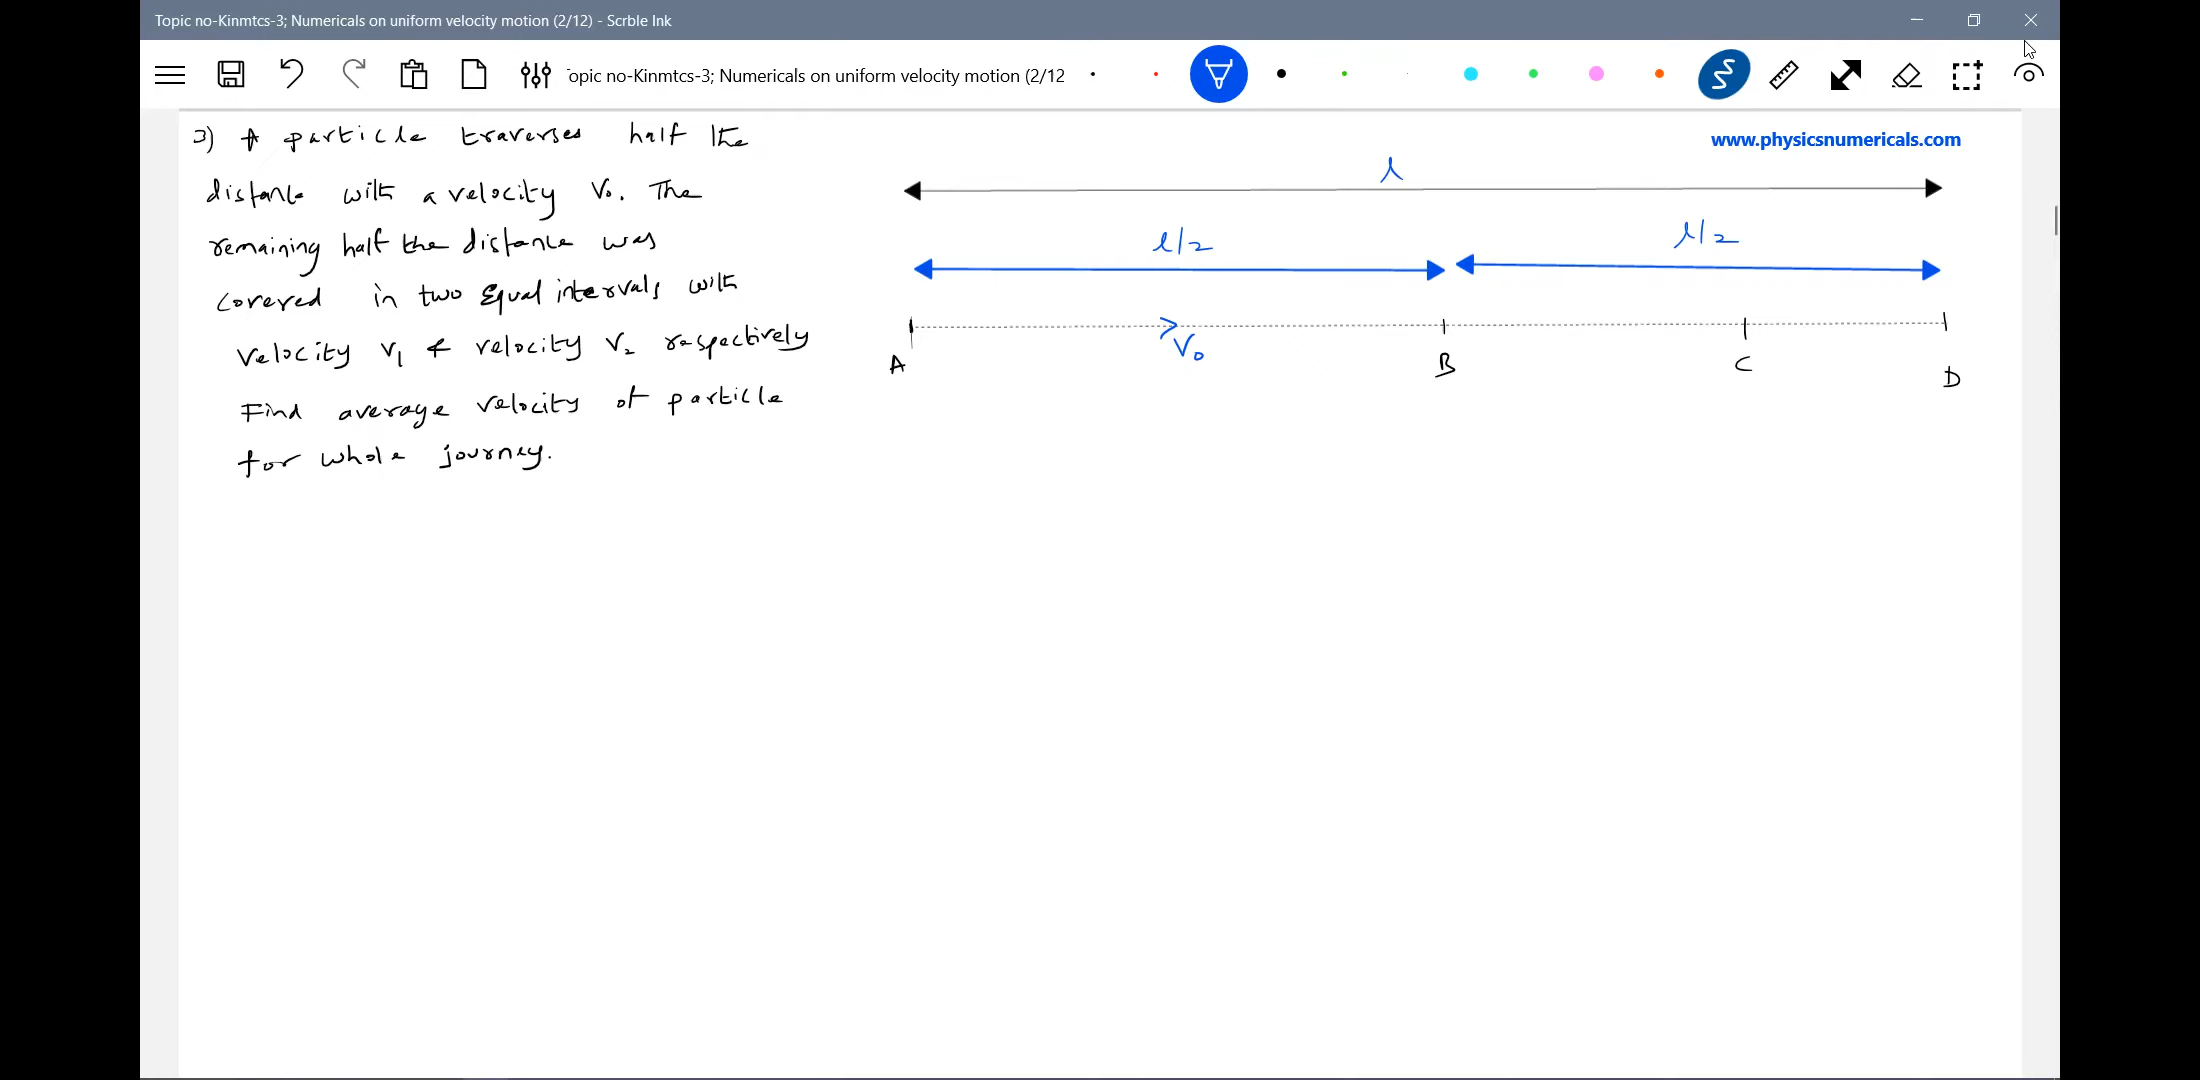 Topic no-Kinmtcs-3; Numericals on uniform velocity motion (2/12) - Scrble Ink
opic no-Kinmtcs-3; Numericals on uniform velocity motion (2/12
www.physicsnumericals.com
3) A particle traverses half the
distance with a velocity V₀. The
remaining half the distance was
covered in two Equal intervals with
velocity V₁ & velocity V₂ respectively
Find average velocity of particle
for whole journey.
l
l/2 l/2
V₀
A B C D